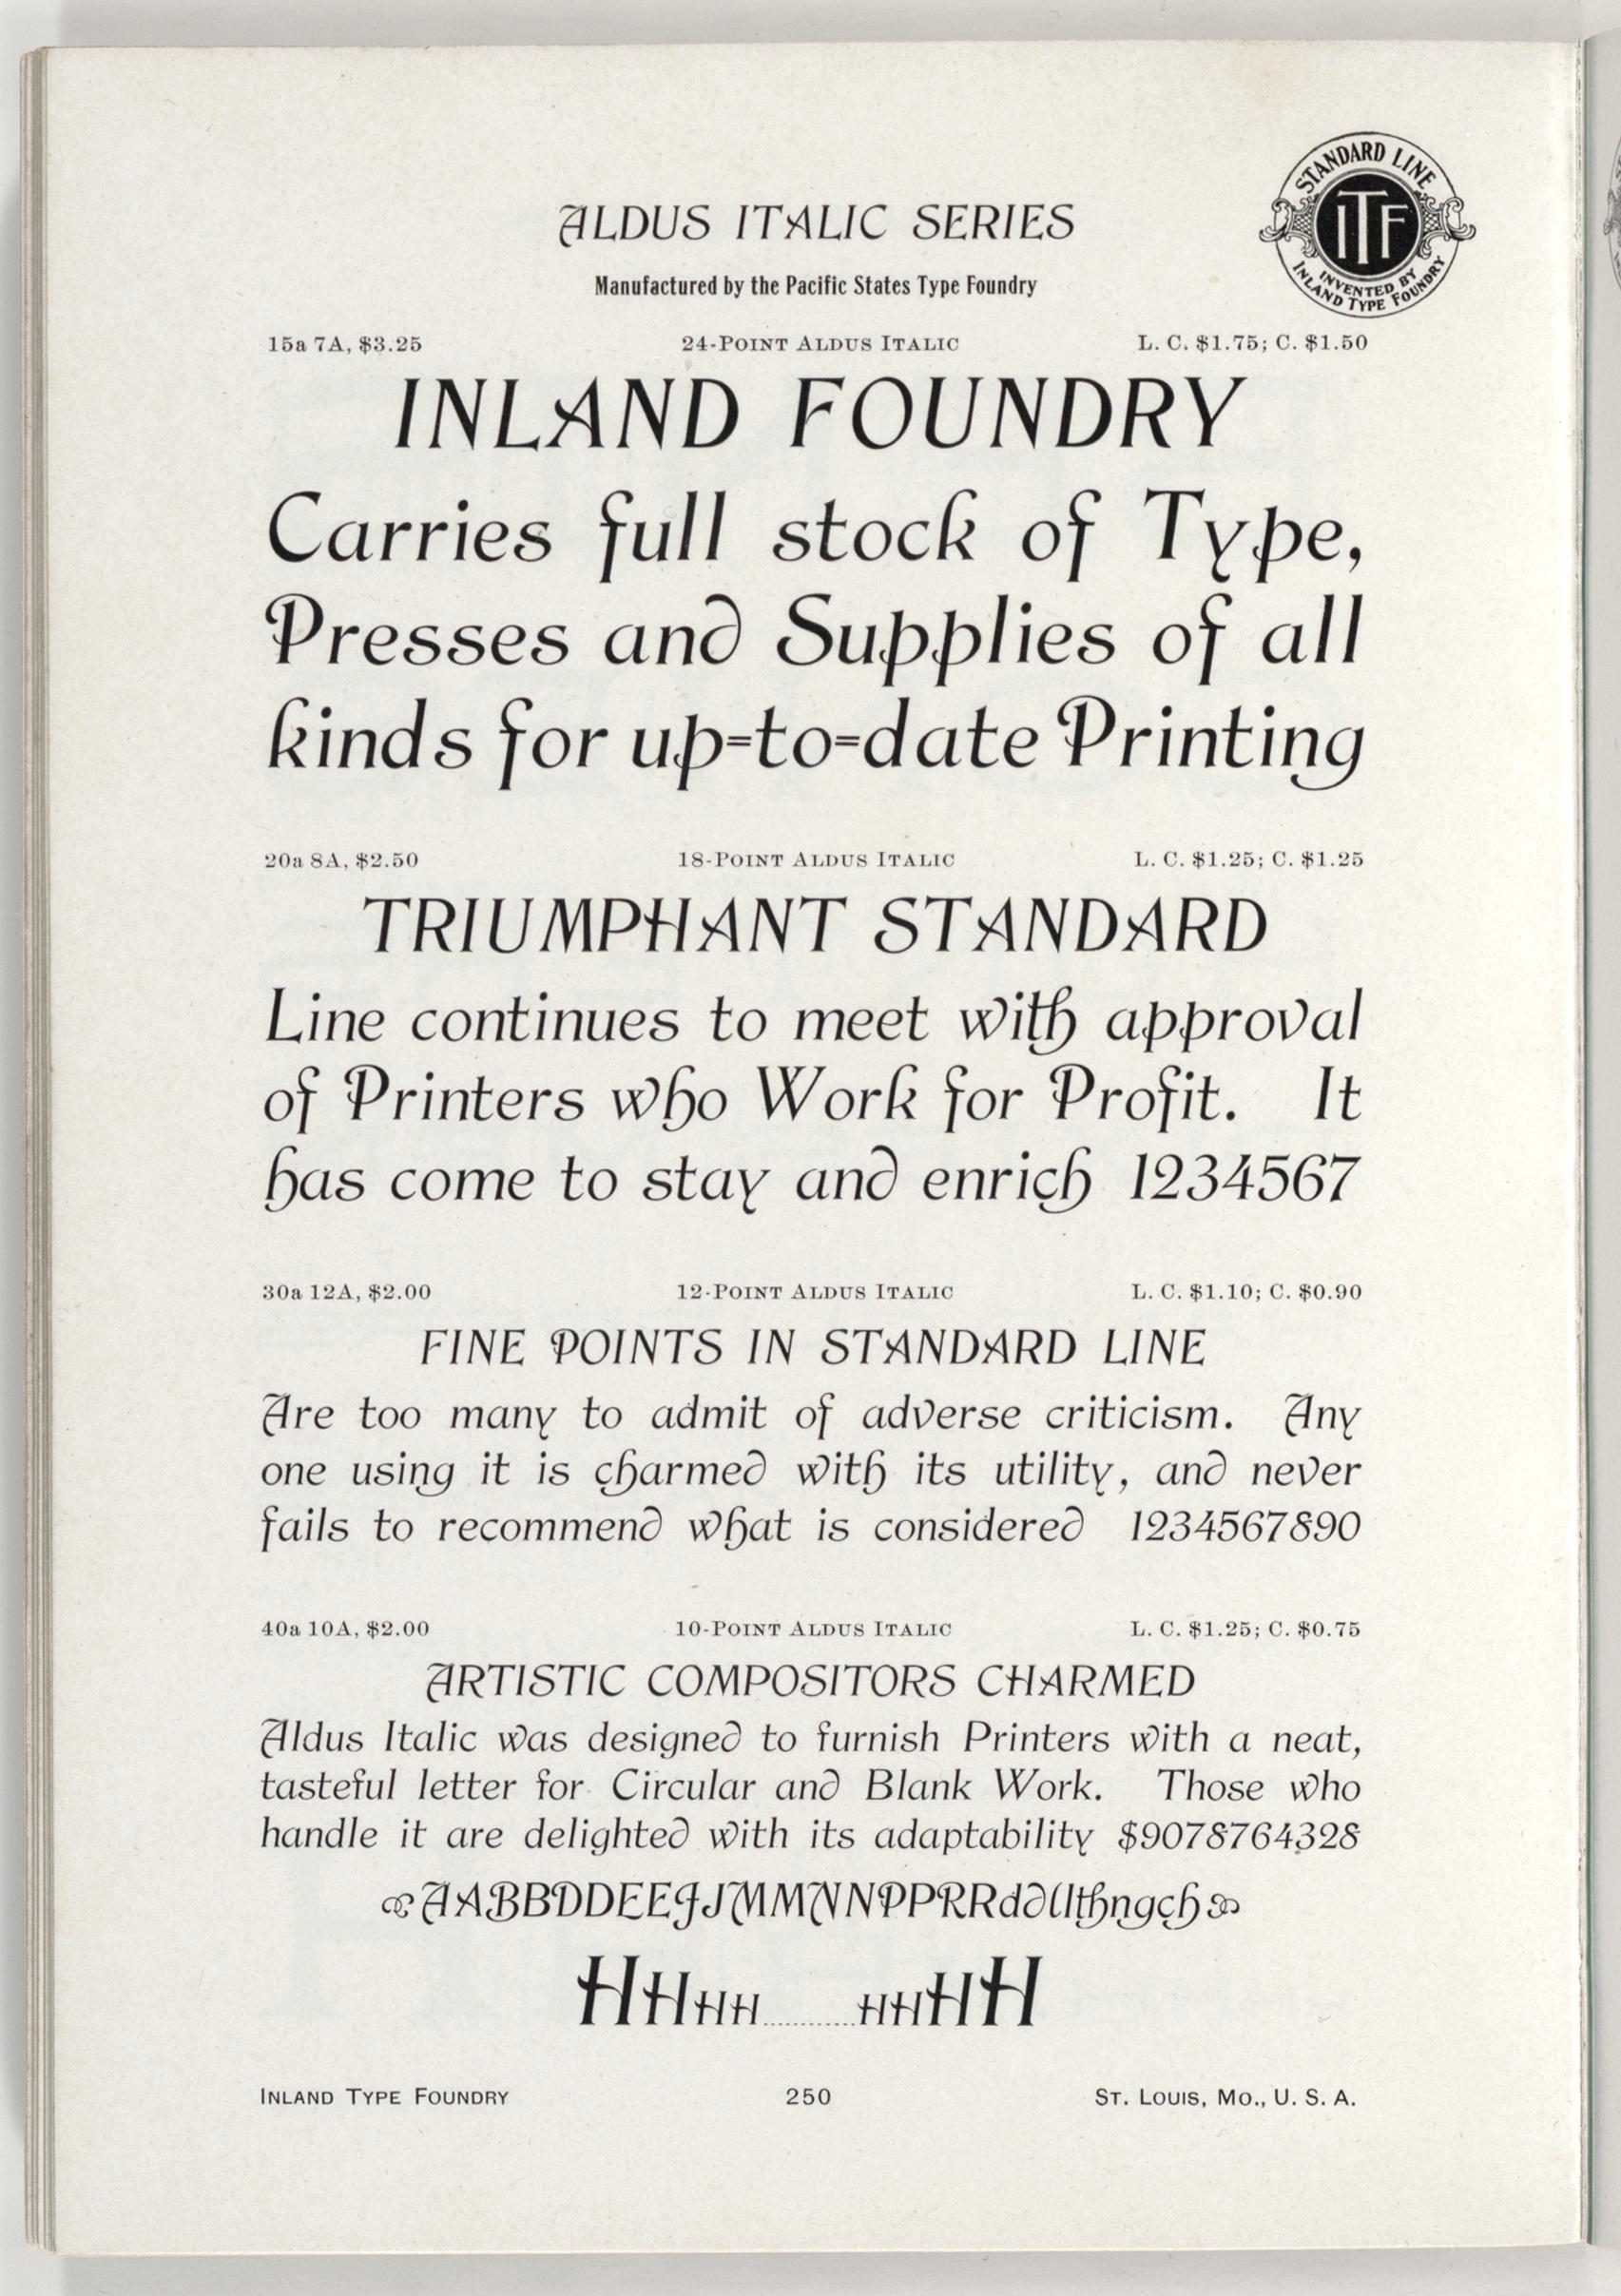 STANDARD LINE
ITF
INVENTED BY
INLAND TYPE FOUNDRY
ALDUS ITALIC SERIES
Manufactured by the Pacific States Type Foundry
15a 7A, $3.25 24-POINT ALDUS ITALIC L. C. $1.75; C. $1.50
INLAND FOUNDRY
Carries full stock of Type,
Presses and Supplies of all
kinds for up=to=date Printing
20a 8A, $2.50 18-POINT ALDUS ITALIC L. C. $1.25; C. $1.25
TRIUMPHANT STANDARD
Line continues to meet with approval
of Printers who Work for Profit. It
has come to stay and enrich 1234567
30a 12A, $2.00 12-POINT ALDUS ITALIC L. C. $1.10; C. $0.90
FINE POINTS IN STANDARD LINE
Are too many to admit of adverse criticism. Any
one using it is charmed with its utility, and never
fails to recommend what is considered 1234567890
40a 10A, $2.00 10-POINT ALDUS ITALIC L. C. $1.25; C. $0.75
ARTISTIC COMPOSITORS CHARMED
Aldus Italic was designed to furnish Printers with a neat,
tasteful letter for Circular and Blank Work. Those who
handle it are delighted with its adaptability $9078764328
AABBDDEEJJMMNNPPRRddllthngch
HHHH............HHHH
INLAND TYPE FOUNDRY 250 ST. LOUIS, MO., U. S. A.